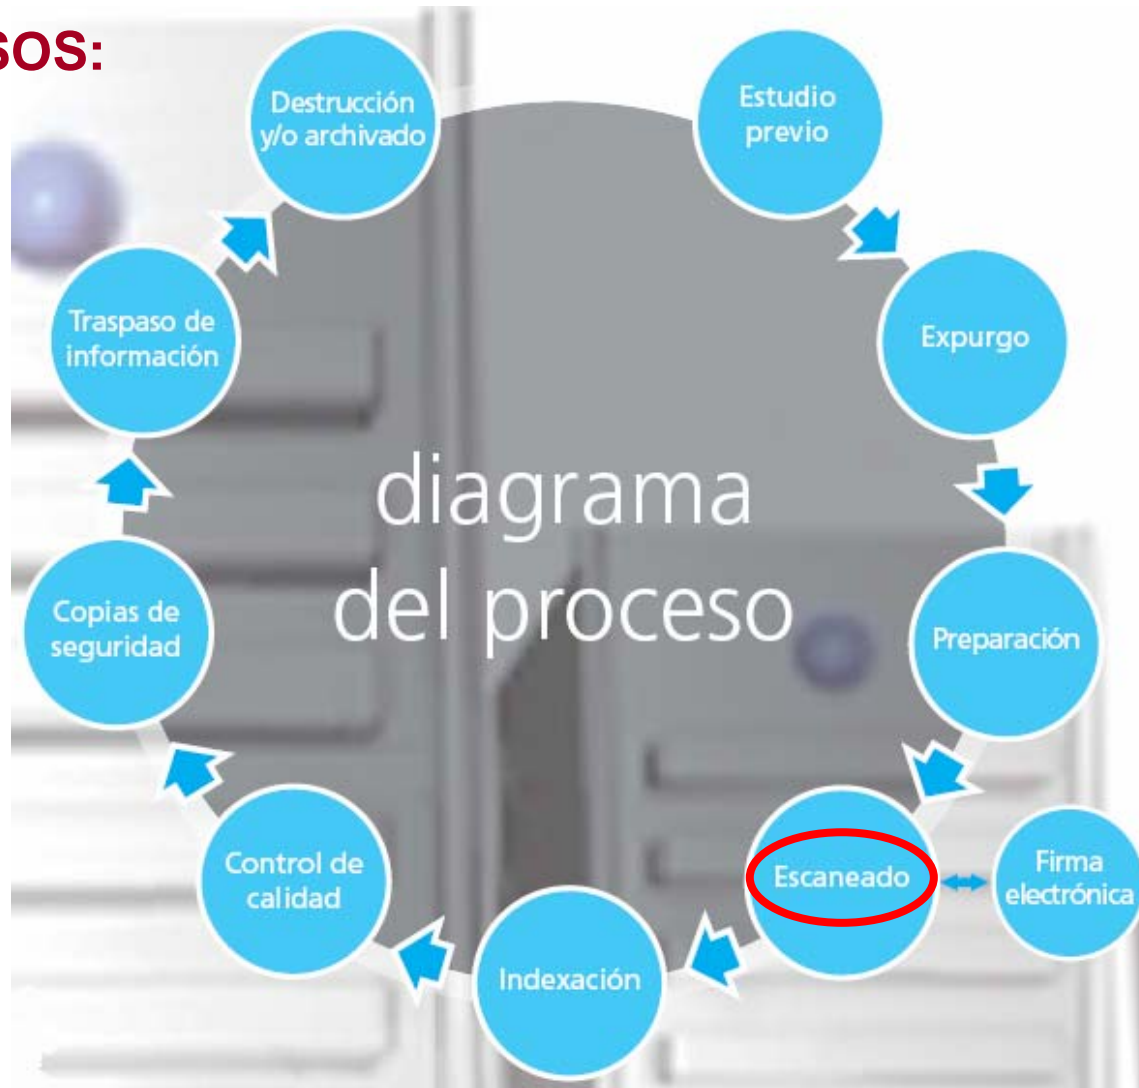 SOS:
Estudio
previo
Expurgo
Preparación
Escaneado
Firma
electrónica
Indexación
Control de
calidad
Copias de
seguridad
Traspaso de
información
Destrucción
y/o archivado
diagrama
del proceso